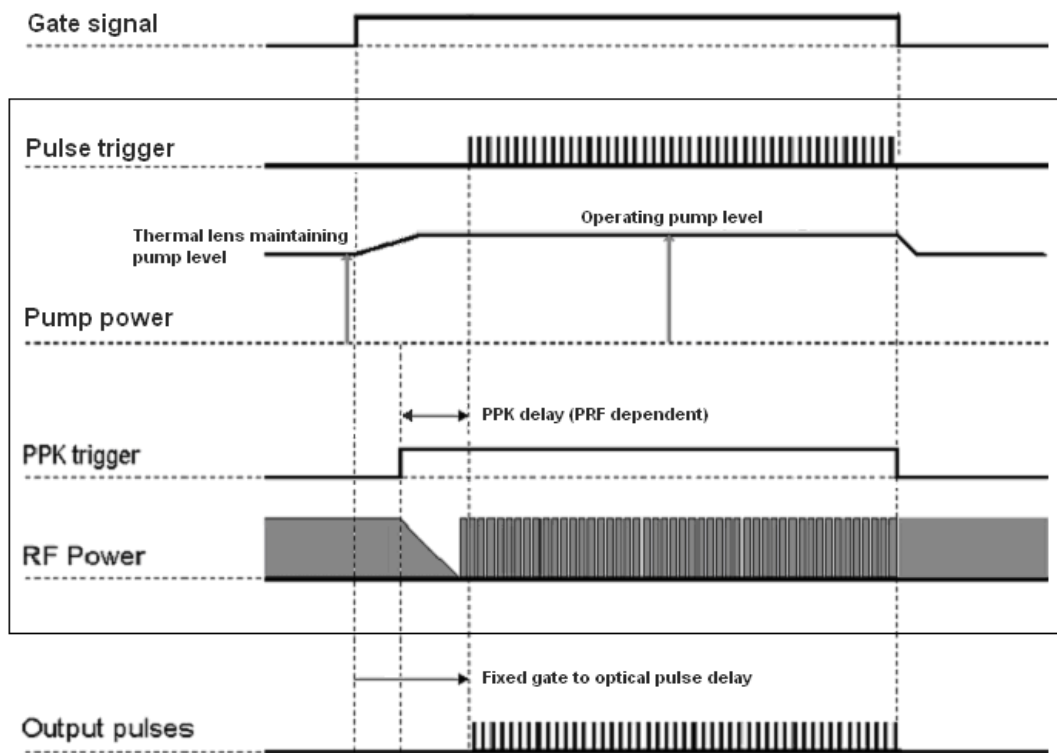 Gate signal
Pulse trigger
Operating pump level
Thermal lens maintaining
pump level
Pump power
PPK delay (PRF dependent)
PPK trigger
RF Power
Fixed gate to optical pulse delay
Output pulses